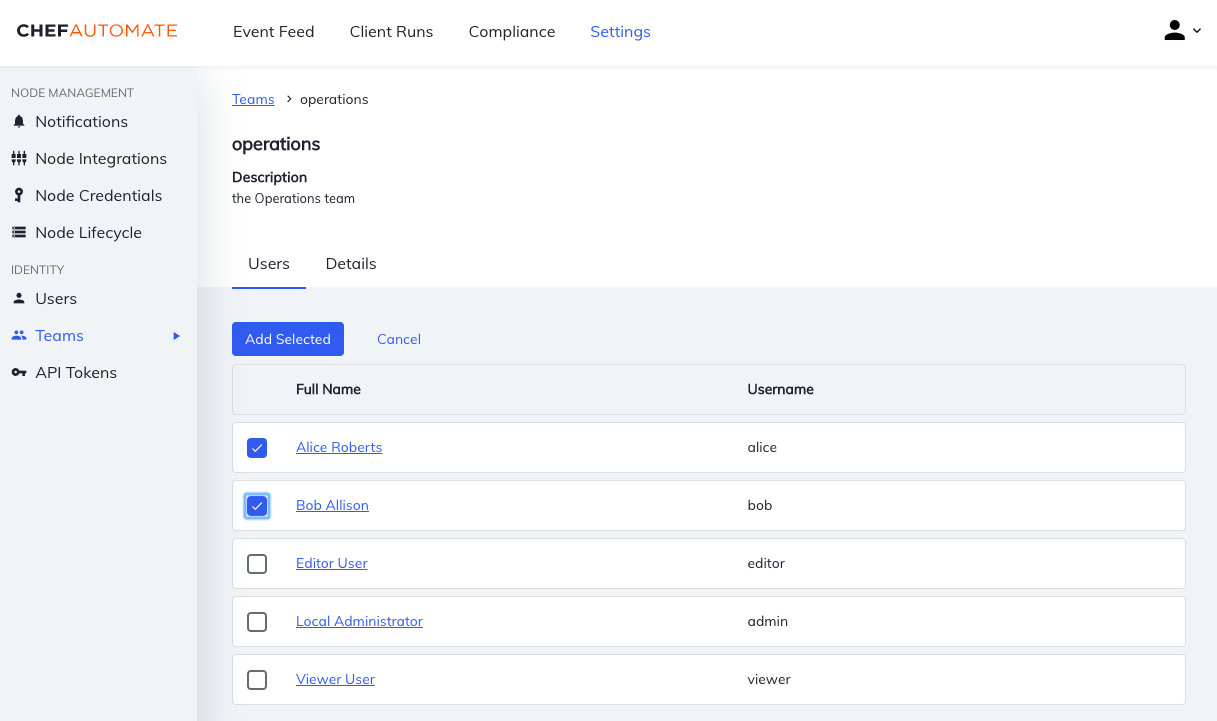 CHEFAUTOMATE
Event Feed Client Runs Compliance Settings
NODE MANAGEMENT
Notifications
Node Integrations
Node Credentials
Node Lifecycle
IDENTITY
Users
Teams
API Tokens
Teams > operations
operations
Description
the Operations team
Users Details
Add Selected Cancel
Full Name Username
Alice Roberts alice
Bob Allison bob
Editor User editor
Local Administrator admin
Viewer User viewer